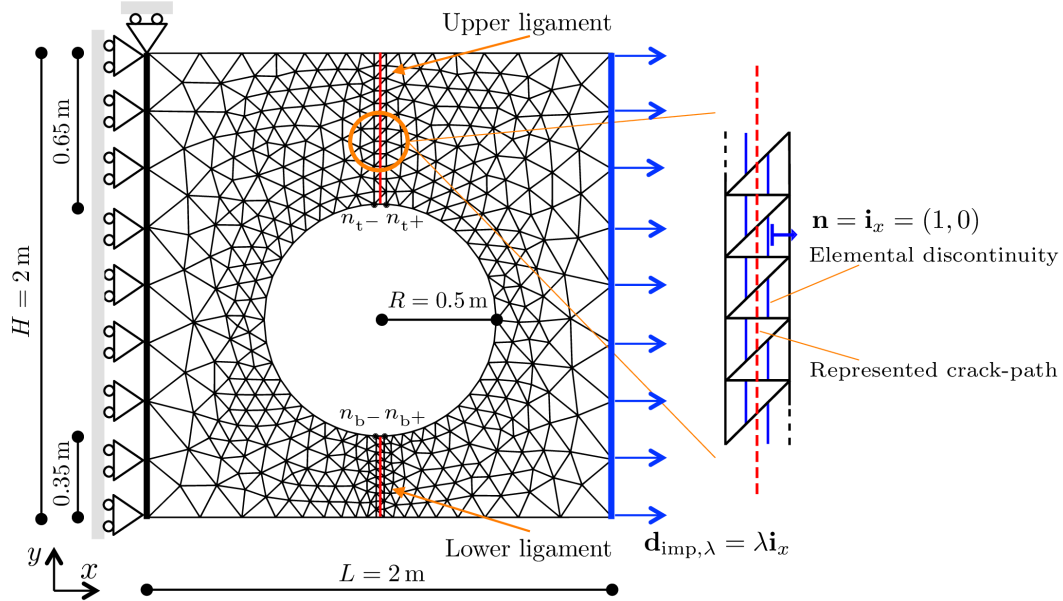 Upper ligament
0.65 m
H = 2 m
0.35 m
n_t− n_t+
R = 0.5 m
n_b− n_b+
Lower ligament
L = 2 m
y
x
d_imp,λ = λi_x
n = i_x = (1, 0)
Elemental discontinuity
Represented crack-path